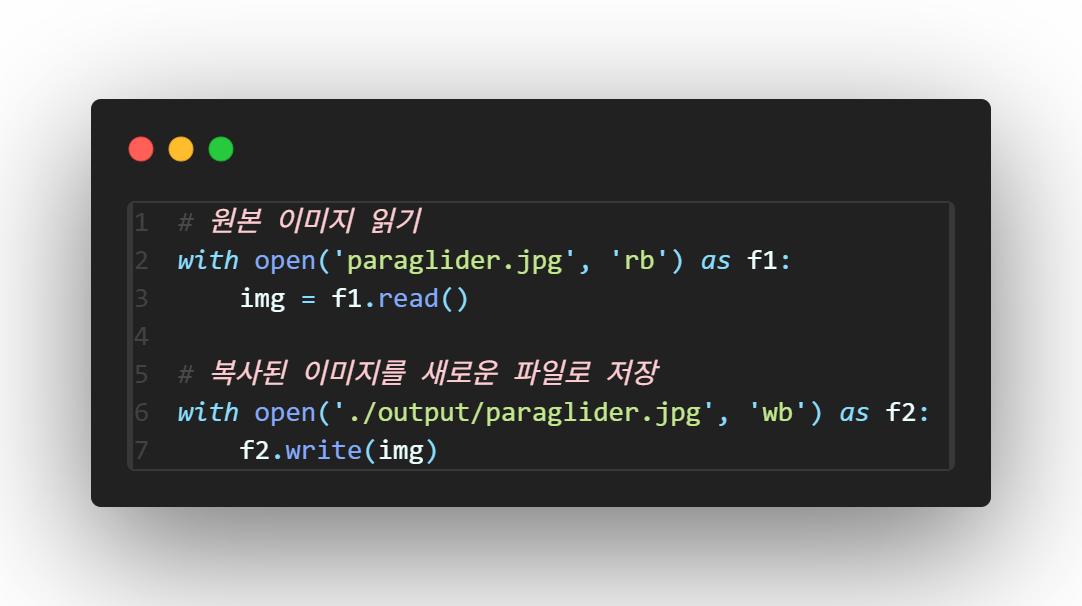 1 # 원본 이미지 읽기
2 with open('paraglider.jpg', 'rb') as f1:
3     img = f1.read()
4
5 # 복사된 이미지를 새로운 파일로 저장
6 with open('./output/paraglider.jpg', 'wb') as f2:
7     f2.write(img)